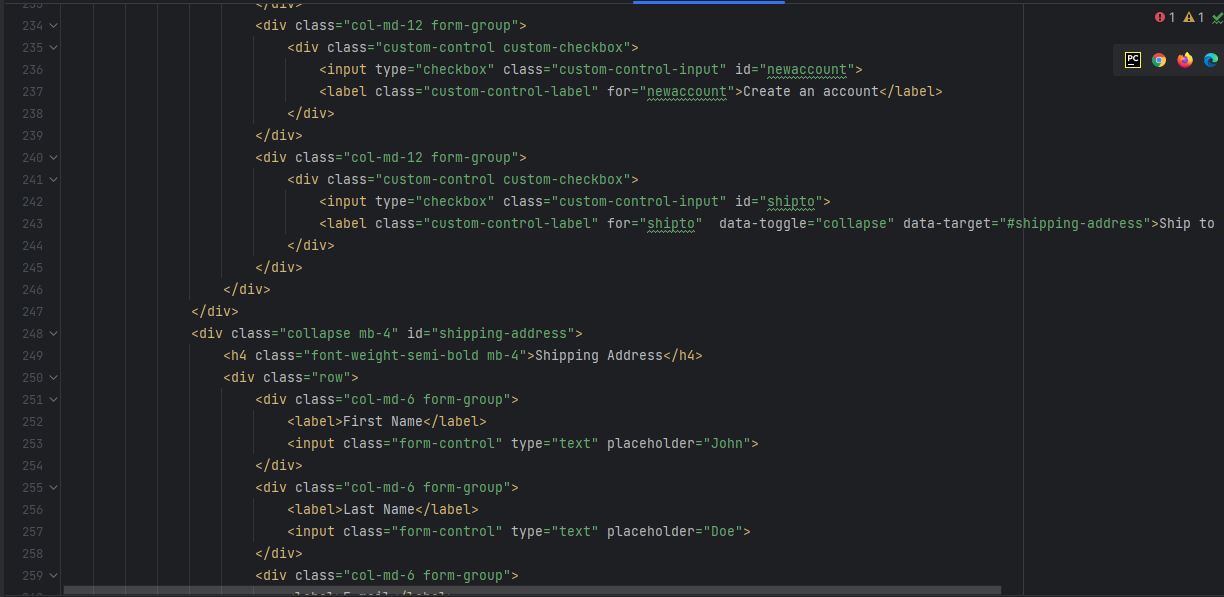 233 </div>
234 <div class="col-md-12 form-group">
235 <div class="custom-control custom-checkbox">
236 <input type="checkbox" class="custom-control-input" id="newaccount">
237 <label class="custom-control-label" for="newaccount">Create an account</label>
238 </div>
239 </div>
240 <div class="col-md-12 form-group">
241 <div class="custom-control custom-checkbox">
242 <input type="checkbox" class="custom-control-input" id="shipto">
243 <label class="custom-control-label" for="shipto"  data-toggle="collapse" data-target="#shipping-address">Ship to
244 </div>
245 </div>
246 </div>
247 </div>
248 <div class="collapse mb-4" id="shipping-address">
249 <h4 class="font-weight-semi-bold mb-4">Shipping Address</h4>
250 <div class="row">
251 <div class="col-md-6 form-group">
252 <label>First Name</label>
253 <input class="form-control" type="text" placeholder="John">
254 </div>
255 <div class="col-md-6 form-group">
256 <label>Last Name</label>
257 <input class="form-control" type="text" placeholder="Doe">
258 </div>
259 <div class="col-md-6 form-group">
260 <label>E-mail</label>
1 1
PC